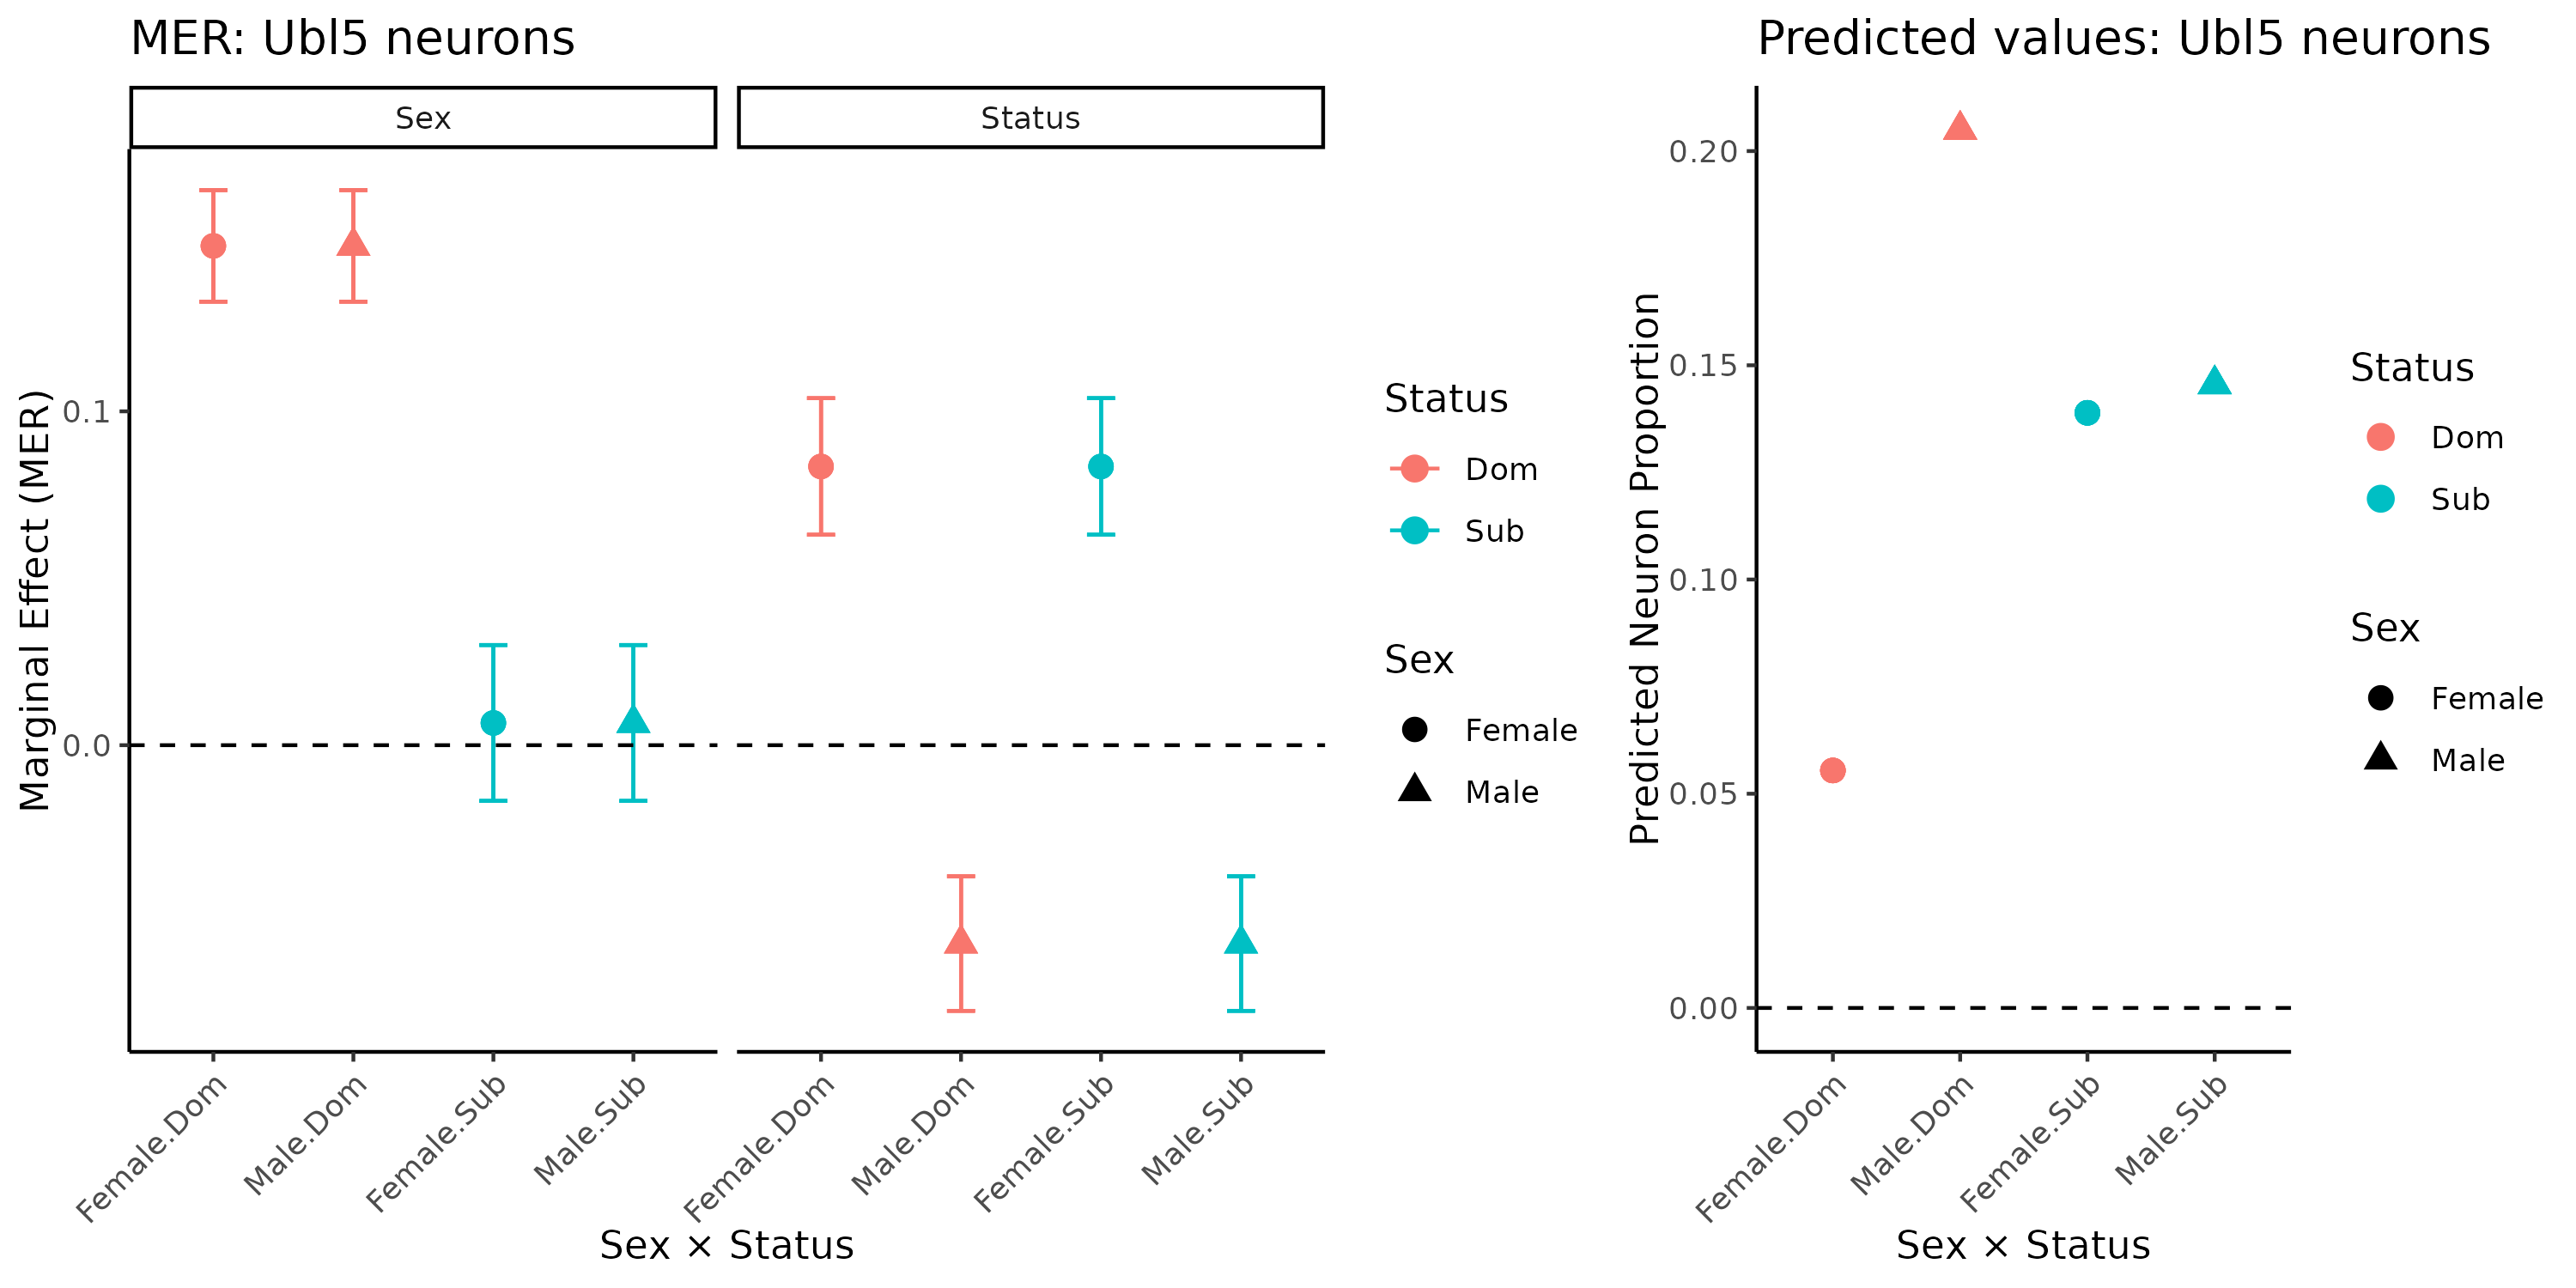 MER: Ubl5 neurons
Sex
Status
Marginal Effect (MER)
0.1
0.0
Female.Dom
Male.Dom
Female.Sub
Male.Sub
Female.Dom
Male.Dom
Female.Sub
Male.Sub
Sex × Status
Status
Dom
Sub
Sex
Female
Male
Predicted values: Ubl5 neurons
Predicted Neuron Proportion
0.20
0.15
0.10
0.05
0.00
Female.Dom
Male.Dom
Female.Sub
Male.Sub
Sex × Status
Status
Dom
Sub
Sex
Female
Male